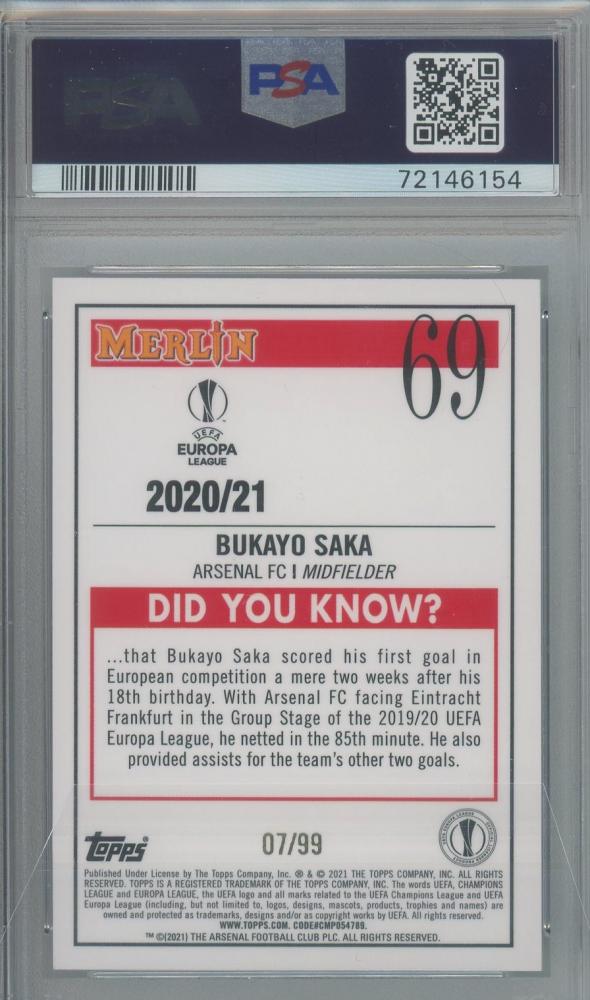 PSA
PSA
72146154
MERLIN
69
UEFA
EUROPA
LEAGUE
2020/21
BUKAYO SAKA
ARSENAL FC | MIDFIELDER
DID YOU KNOW?
...that Bukayo Saka scored his first goal in
European competition a mere two weeks after his
18th birthday. With Arsenal FC facing Eintracht
Frankfurt in the Group Stage of the 2019/20 UEFA
Europa League, he netted in the 85th minute. He also
provided assists for the team's other two goals.
topps®
07/99
Published Under License by The Topps Company, Inc. ® & © 2021 THE TOPPS COMPANY, INC. ALL RIGHTS
RESERVED. TOPPS IS A REGISTERED TRADEMARK OF THE TOPPS COMPANY, INC. The words UEFA, CHAMPIONS
LEAGUE and EUROPA LEAGUE, the UEFA logo and all marks related to the UEFA Champions League and UEFA
Europa League (including, but not limited to, logos, designs, mascots, products, trophies and names) are
owned and protected as trademarks, designs and/or as copyright works by UEFA. All rights reserved.
WWW.TOPPS.COM. CODE#CMP054789.
™ ©(2021) THE ARSENAL FOOTBALL CLUB PLC. ALL RIGHTS RESERVED.